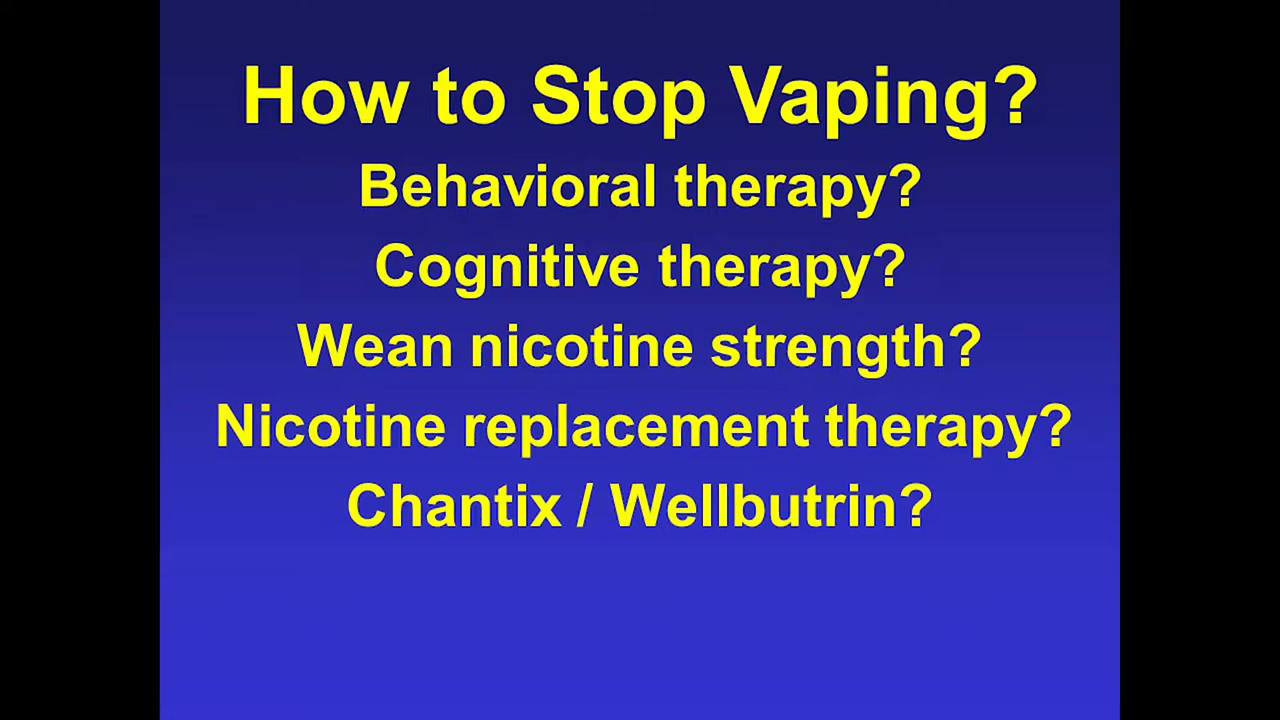 How to Stop Vaping?
Behavioral therapy?
Cognitive therapy?
Wean nicotine strength?
Nicotine replacement therapy?
Chantix / Wellbutrin?